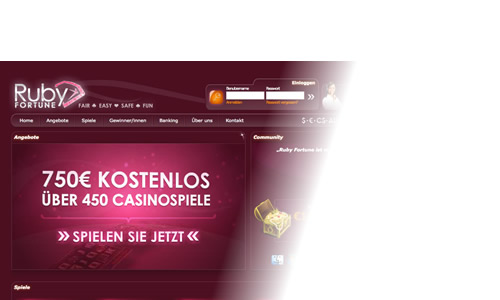 Ruby
FORTUNE
FAIR ♣ EASY ♥ SAFE ♠ FUN
Einloggen
Benutzername
Passwort
Anmelden
Passwort vergessen?
Home
Angebote
Spiele
Gewinner/innen
Banking
Über uns
Kontakt
Angebote
Community
750€ KOSTENLOS
ÜBER 450 CASINOSPIELE
» SPIELEN SIE JETZT «
„Ruby Fortune ist
Spiele